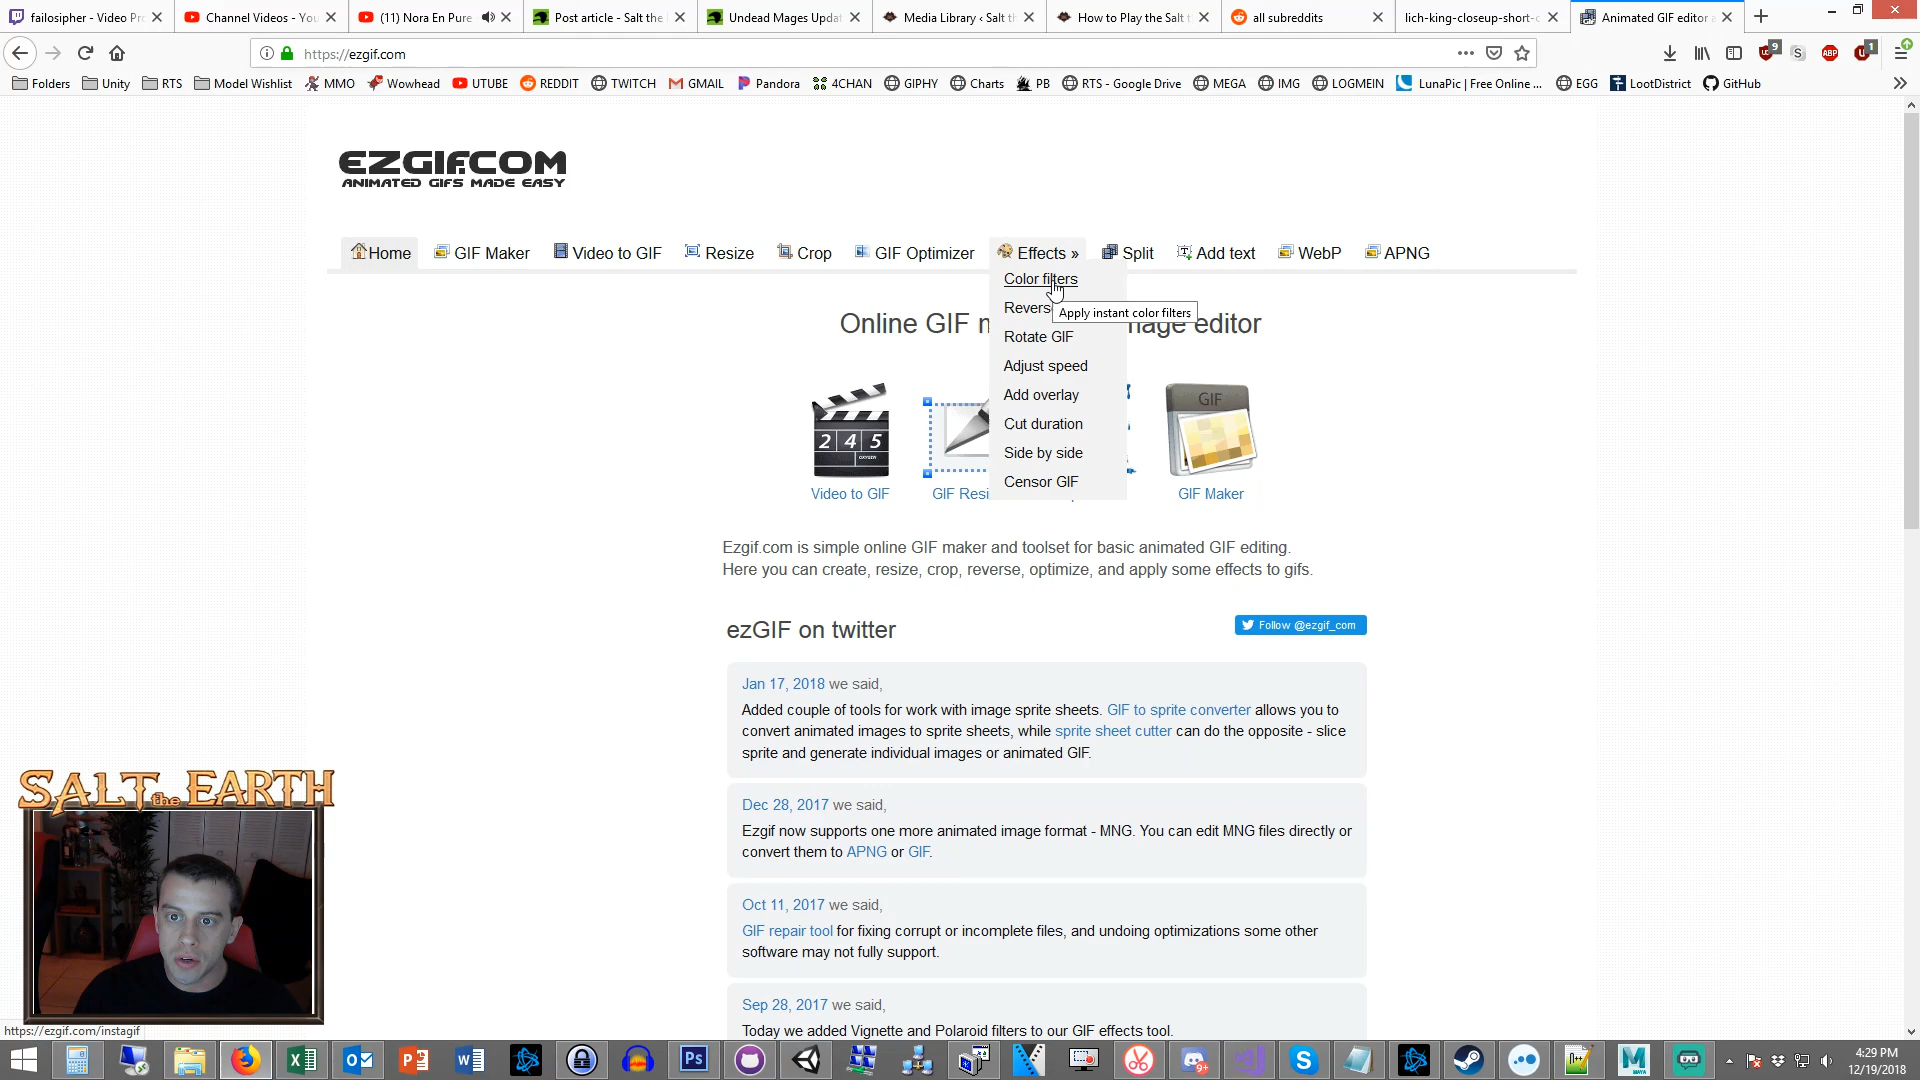 failosipher - Video Pro
Channel Videos - You
(11) Nora En Pure
Post article - Salt the
Undead Mages Upda
Media Library ‹ Salt th
How to Play the Salt t
all subreddits
lich-king-closeup-short-c
Animated GIF editor a
https://ezgif.com
9
S
ABP
1
Folders
Unity
RTS
Model Wishlist
MMO
Wowhead
UTUBE
REDDIT
TWITCH
GMAIL
Pandora
4CHAN
GIPHY
Charts
PB
RTS - Google Drive
MEGA
IMG
LOGMEIN
LunaPic | Free Online ...
EGG
LootDistrict
GitHub
EZGIF.COM
ANIMATED GIFS MADE EASY
Home
GIF Maker
Video to GIF
Resize
Crop
GIF Optimizer
Effects »
Split
Add text
WebP
APNG
Color filters
Revers
Apply instant color filters
Rotate GIF
Adjust speed
Add overlay
Cut duration
Side by side
Censor GIF
Online GIF m
mage editor
2 4 5
OXYGEN
GIF
Video to GIF
GIF Resi
GIF Maker
Ezgif.com is simple online GIF maker and toolset for basic animated GIF editing.
Here you can create, resize, crop, reverse, optimize, and apply some effects to gifs.
ezGIF on twitter
Follow @ezgif_com
Jan 17, 2018 we said,
Added couple of tools for work with image sprite sheets. GIF to sprite converter allows you to
convert animated images to sprite sheets, while sprite sheet cutter can do the opposite - slice
sprite and generate individual images or animated GIF.
Dec 28, 2017 we said,
Ezgif now supports one more animated image format - MNG. You can edit MNG files directly or
convert them to APNG or GIF.
Oct 11, 2017 we said,
GIF repair tool for fixing corrupt or incomplete files, and undoing optimizations some other
software may not fully support.
Sep 28, 2017 we said,
Today we added Vignette and Polaroid filters to our GIF effects tool.
SALT the EARTH
https://ezgif.com/instagif
Ps
9+
4:29 PM
12/19/2018